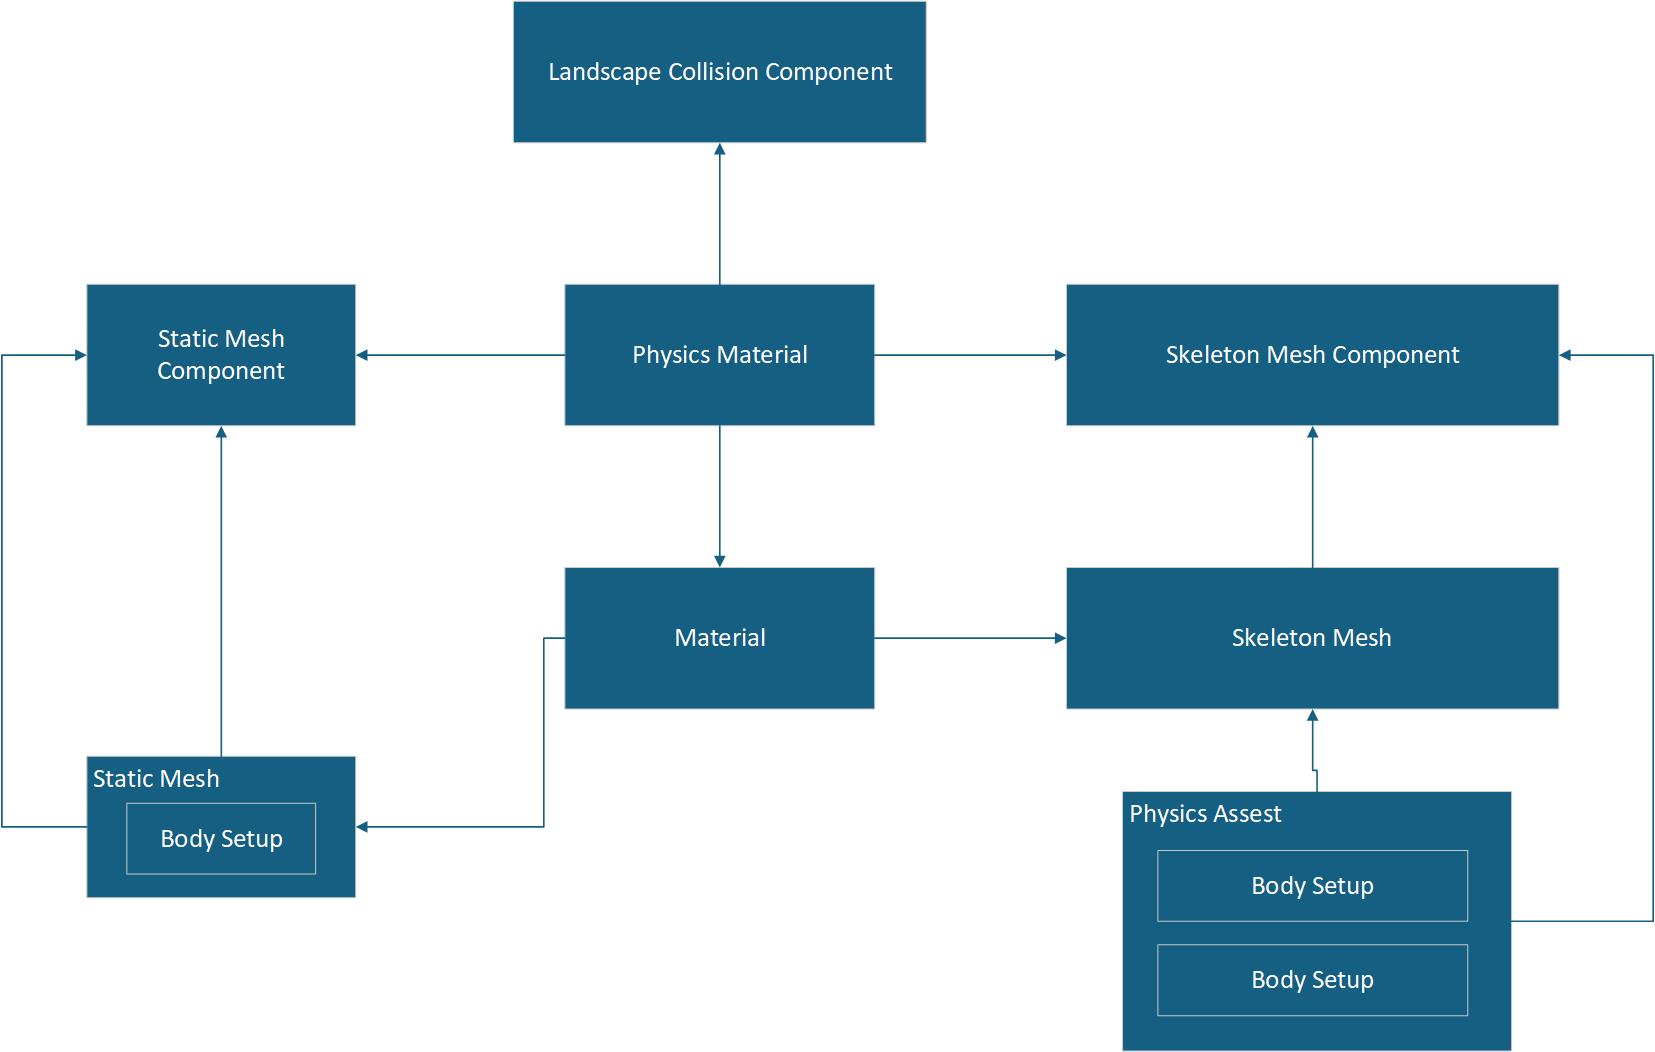 Landscape Collision Component
Static Mesh
Component
Physics Material
Skeleton Mesh Component
Material
Skeleton Mesh
Static Mesh
Body Setup
Physics Assest
Body Setup
Body Setup